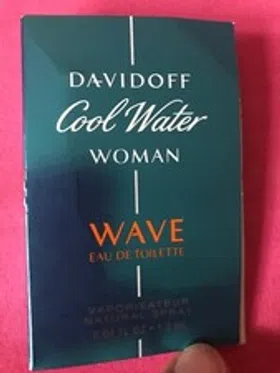 DAVIDOFF
Cool Water
WOMAN
WAVE
EAU DE TOILETTE
VAPORISATEUR
NATURAL SPRAY